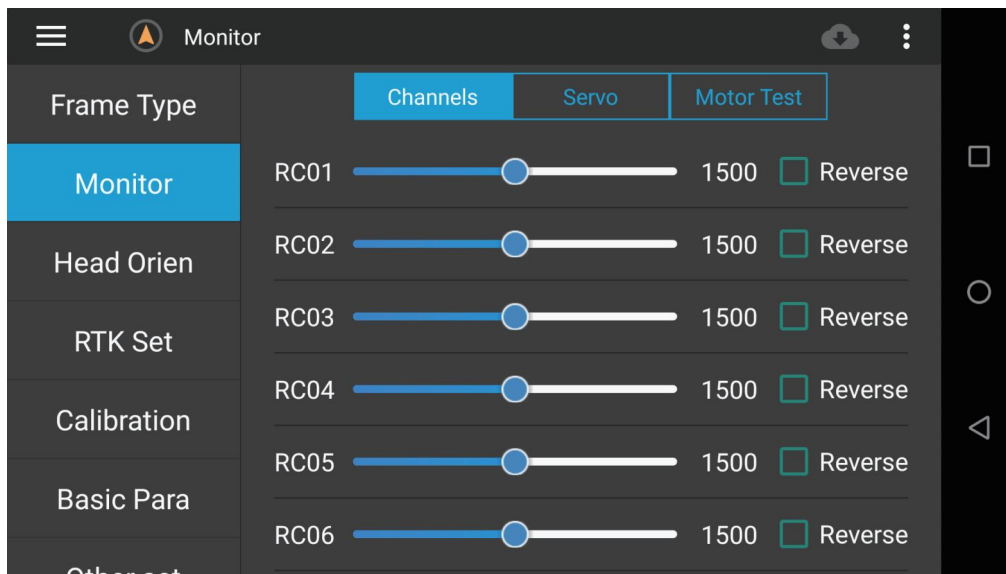 Monitor
Frame Type
Monitor
Head Orien
RTK Set
Calibration
Basic Para
Channels Servo Motor Test
RC01 1500 Reverse
RC02 1500 Reverse
RC03 1500 Reverse
RC04 1500 Reverse
RC05 1500 Reverse
RC06 1500 Reverse